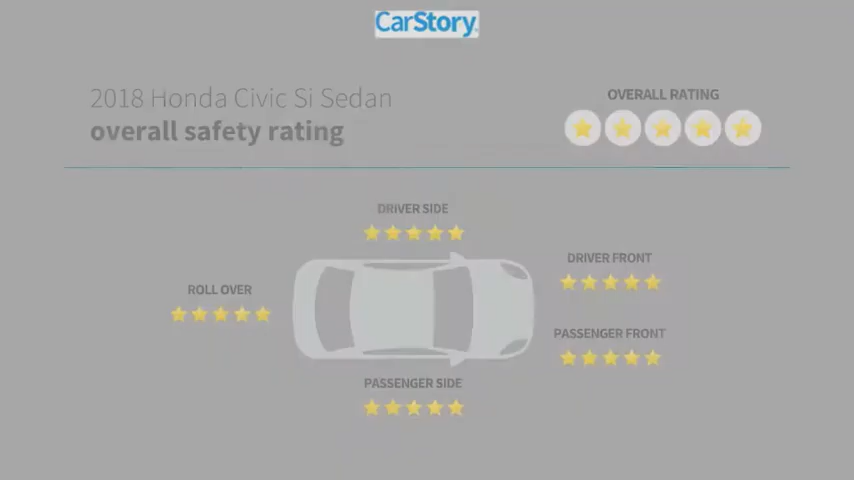 CarStory
2018 Honda Civic Si Sedan
overall safety rating
OVERALL RATING
DRIVER SIDE
DRIVER FRONT
ROLL OVER
PASSENGER FRONT
PASSENGER SIDE